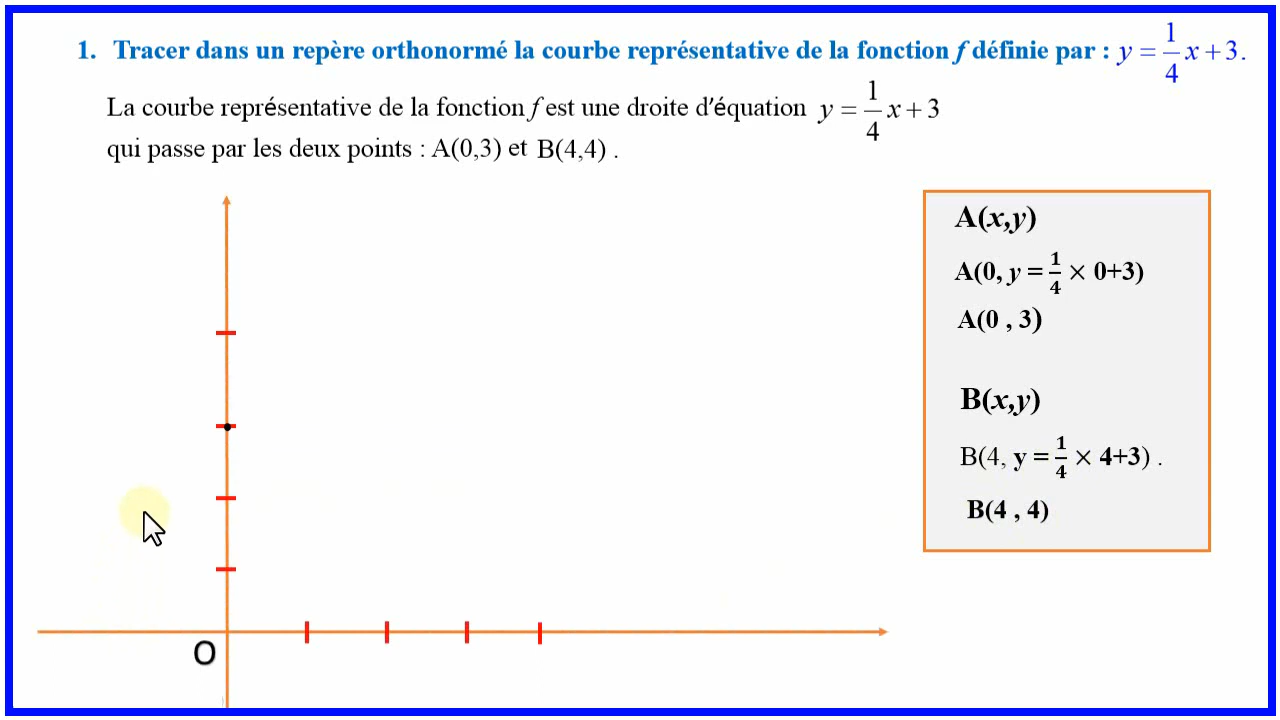 1. Tracer dans un repère orthonormé la courbe représentative de la fonction f définie par : y = 1/4 x + 3.
La courbe représentative de la fonction f est une droite d'équation y = 1/4 x + 3
qui passe par les deux points : A(0,3) et B(4,4) .
A(x,y)
A(0, y = 1/4 × 0+3)
A(0 , 3)
B(x,y)
B(4, y = 1/4 × 4+3) .
B(4 , 4)
O